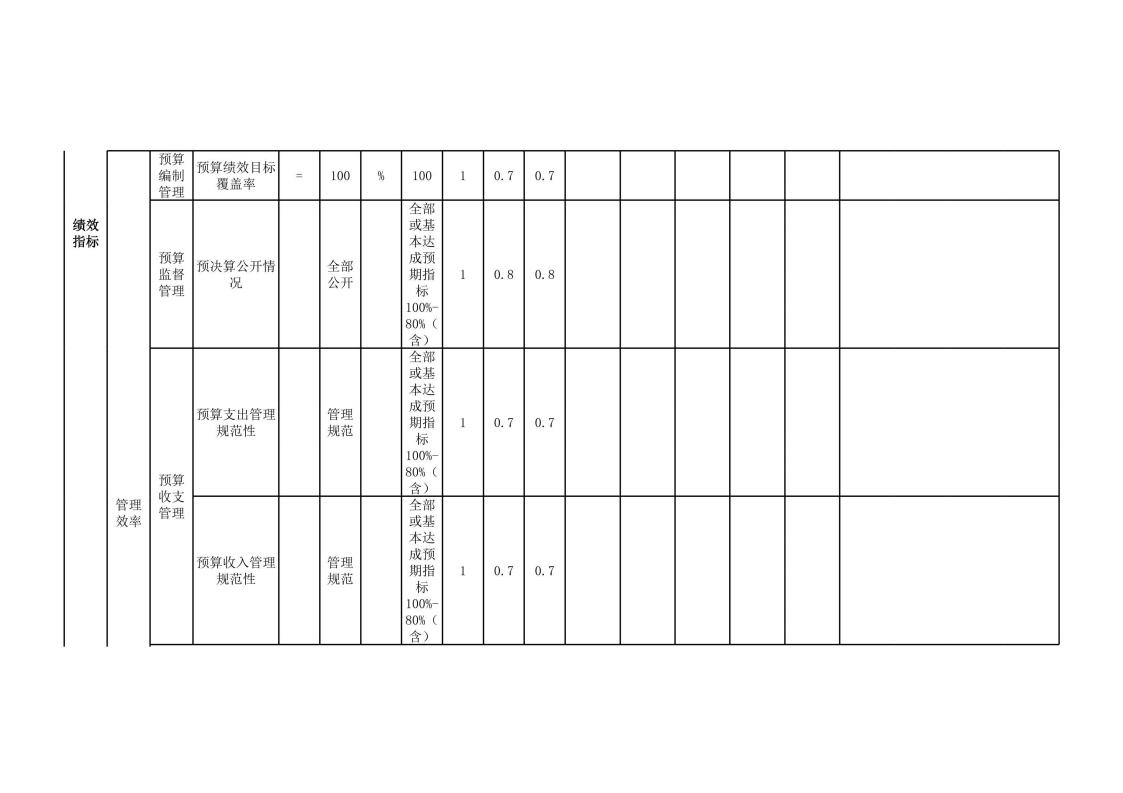 绩效
指标
管理
效率
预算
编制
管理
预算绩效目标
覆盖率
=
100
%
100
1
0.7
0.7
预算
监督
管理
预决算公开情
况
全部
公开
全部
或基
本达
成预
期指
标
100%-
80%（
含）
1
0.8
0.8
预算
收支
管理
预算支出管理
规范性
管理
规范
全部
或基
本达
成预
期指
标
100%-
80%（
含）
1
0.7
0.7
预算收入管理
规范性
管理
规范
全部
或基
本达
成预
期指
标
100%-
80%（
含）
1
0.7
0.7